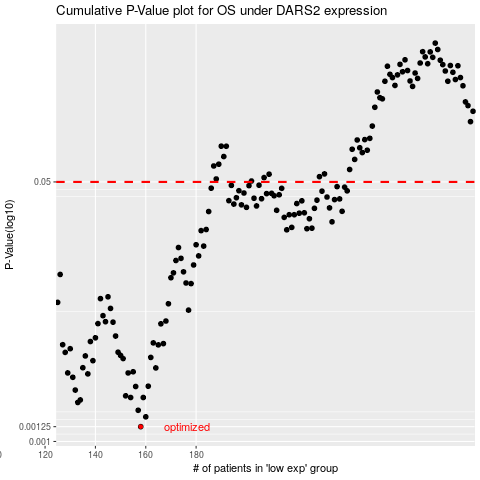 Cumulative P-Value plot for OS under DARS2 expression
P-Value(log10)
0.05
0.00125
0.001
optimized
0
120
140
160
180
# of patients in 'low exp' group